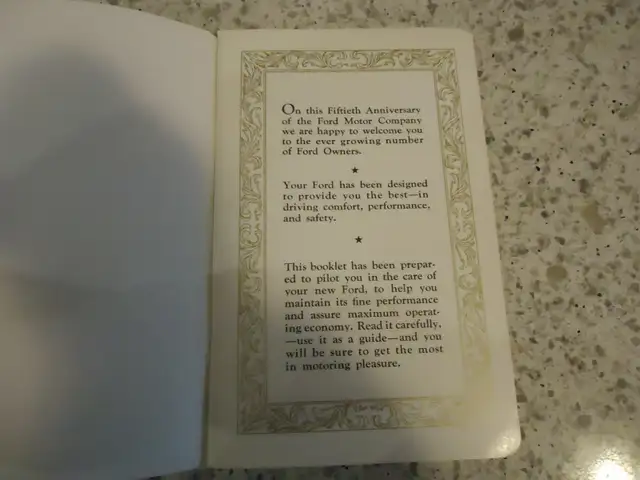 On this Fiftieth Anniversary
of the Ford Motor Company
we are happy to welcome you
to the ever growing number
of Ford Owners.
★
Your Ford has been designed
to provide you the best—in
driving comfort, performance,
and safety.
★
This booklet has been prepar-
ed to pilot you in the care of
your new Ford, to help you
maintain its fine performance
and assure maximum operat-
ing economy. Read it carefully,
—use it as a guide—and you
will be sure to get the most
in motoring pleasure.